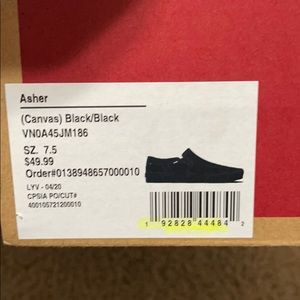 Asher
(Canvas) Black/Black
VN0A45JM186
SZ. 7.5
$49.99
Order#0138948657000010
LYV - 04/20
CPSIA PO/CUT#
400105721200010
1 92828 44484 2